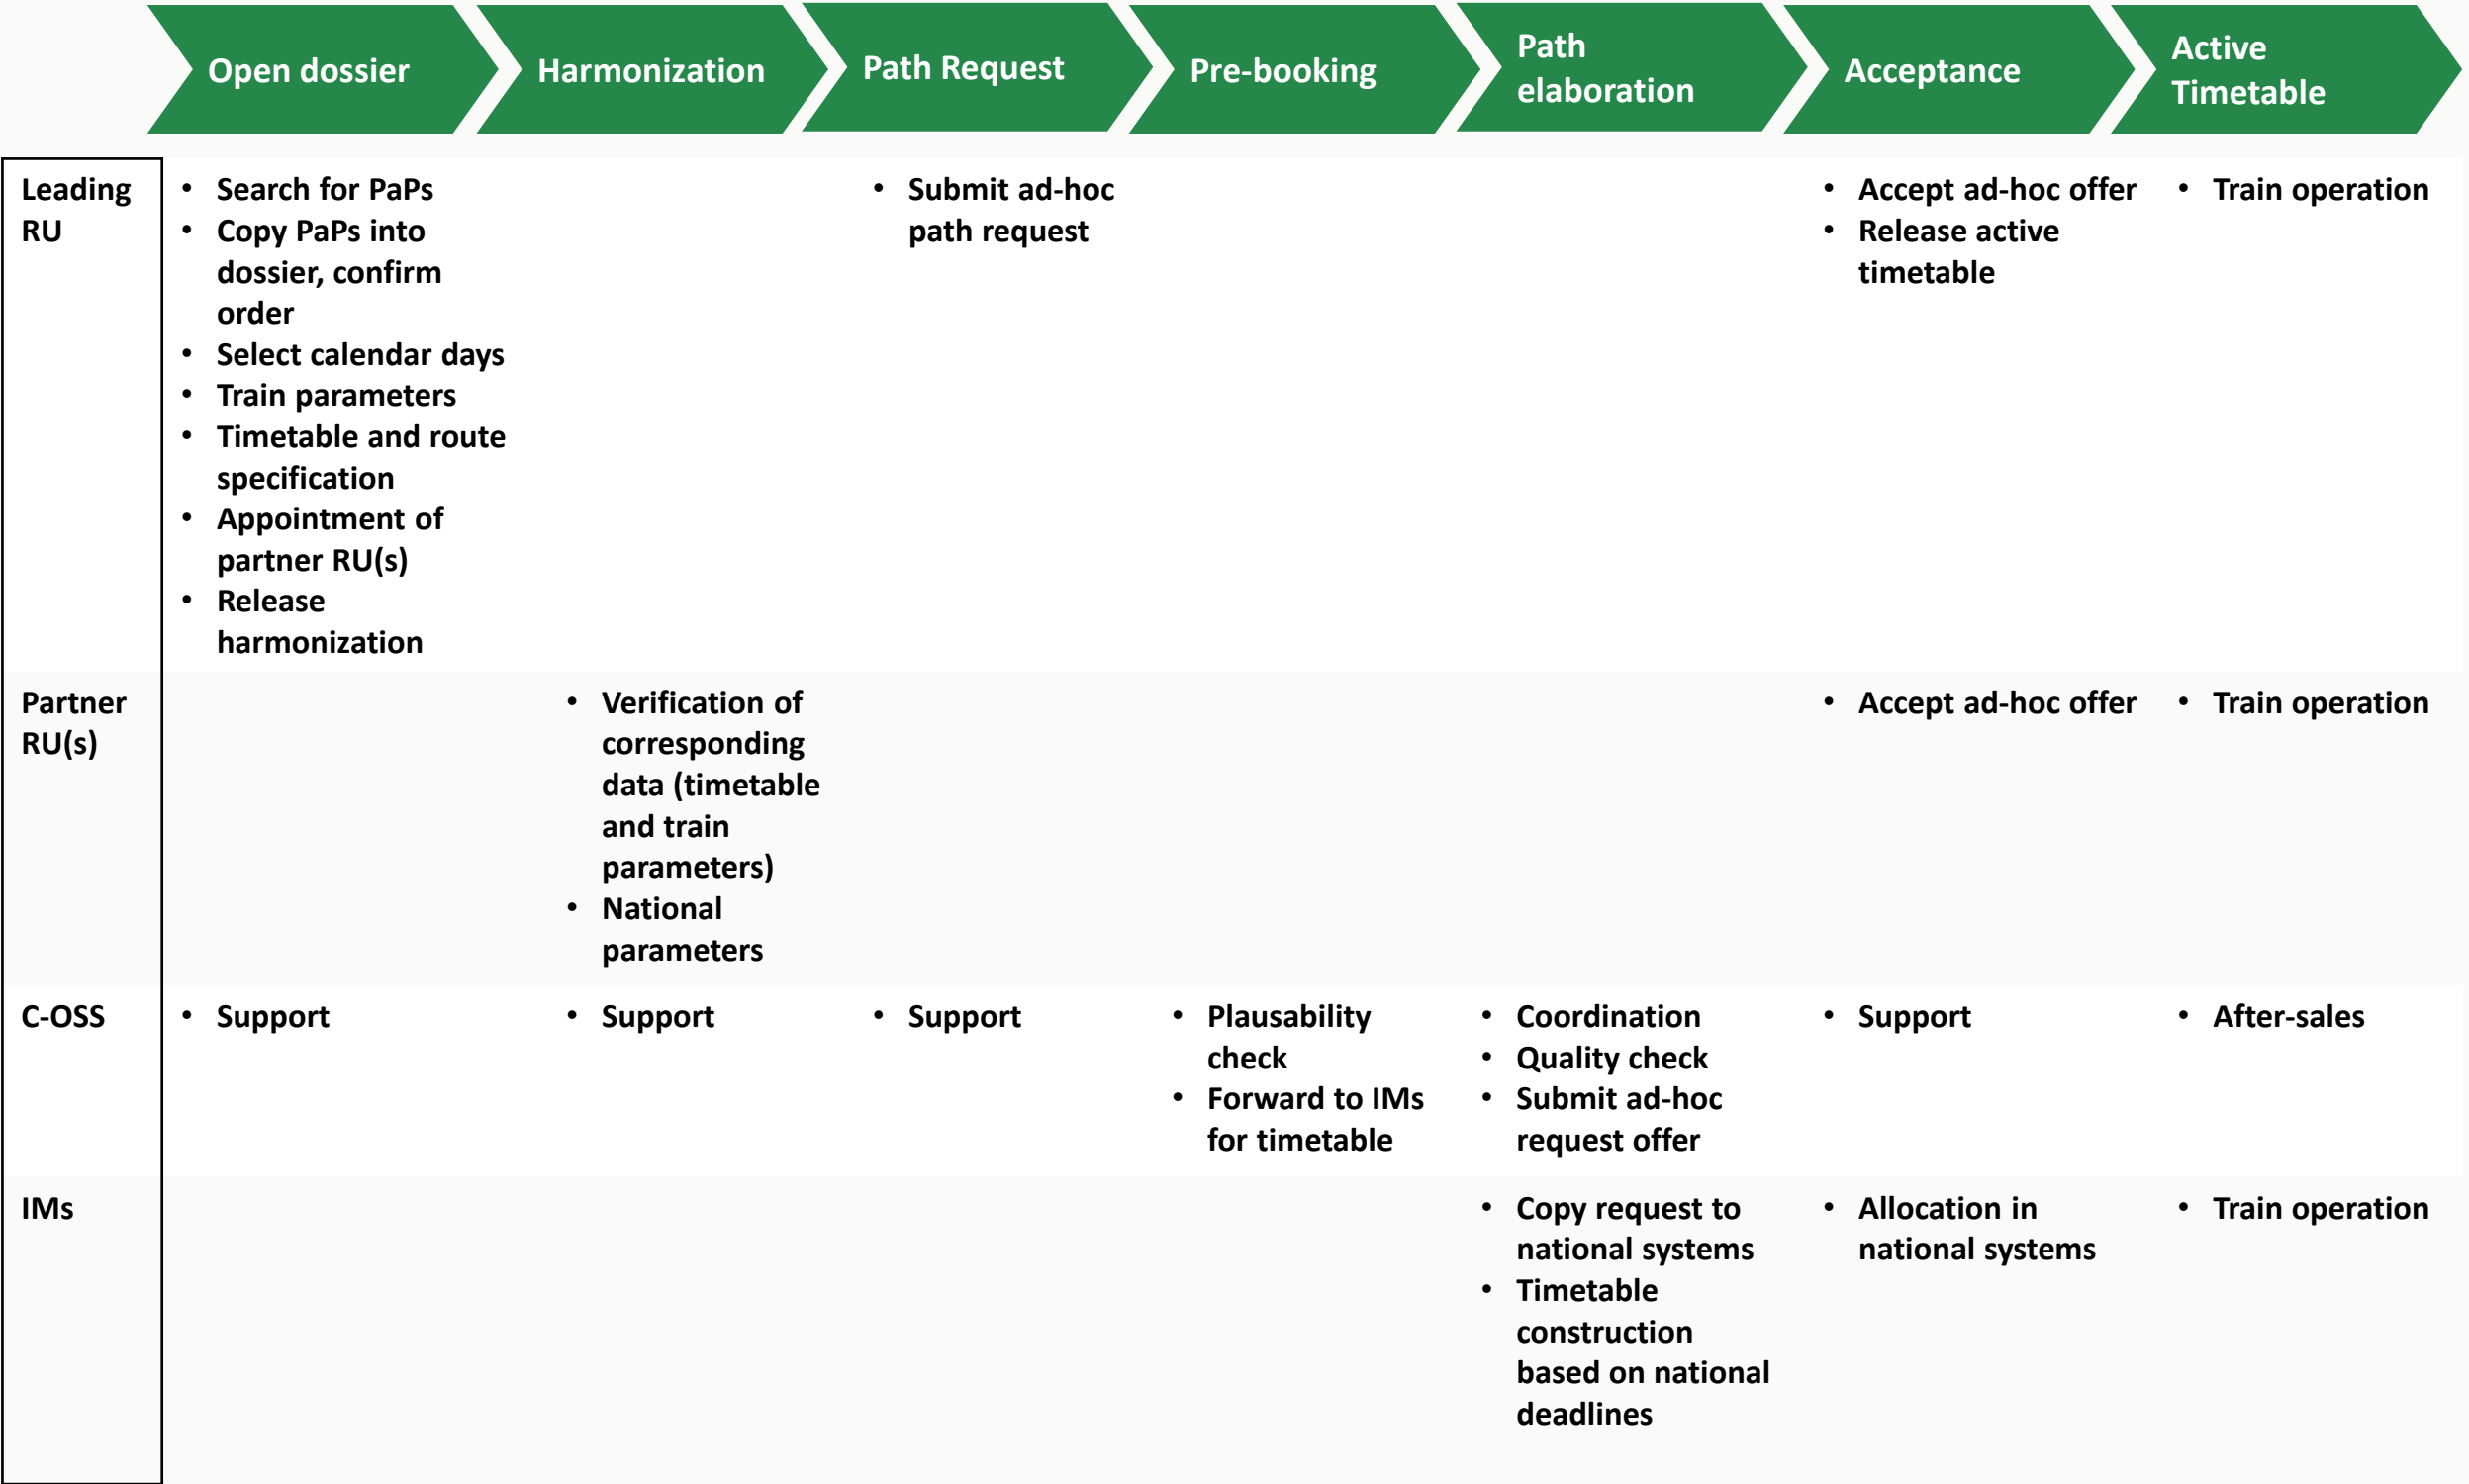 Open dossier
Harmonization
Path Request
Pre-booking
Path
elaboration
Acceptance
Active
Timetable
Leading
RU
• Search for PaPs
• Copy PaPs into
dossier, confirm
order
• Select calendar days
• Train parameters
• Timetable and route
specification
• Appointment of
partner RU(s)
• Release
harmonization
• Submit ad-hoc
path request
• Accept ad-hoc offer
• Release active
timetable
• Train operation
Partner
RU(s)
• Verification of
corresponding
data (timetable
and train
parameters)
• National
parameters
• Accept ad-hoc offer
• Train operation
C-OSS
• Support
• Support
• Support
• Plausability
check
• Forward to IMs
for timetable
• Coordination
• Quality check
• Submit ad-hoc
request offer
• Support
• After-sales
IMs
• Copy request to
national systems
• Timetable
construction
based on national
deadlines
• Allocation in
national systems
• Train operation